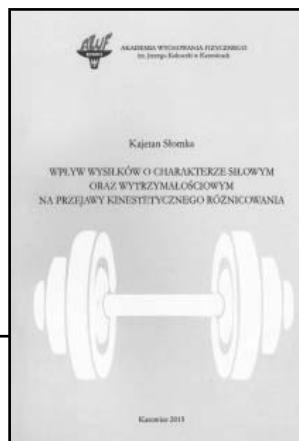 AKADEMIA WYCHOWANIA FIZYCZNEGO
im. Jerzego Kukuczki w Katowicach
Kajetan Słomka
WPŁYW WYSIŁKÓW O CHARAKTERZE SIŁOWYM
ORAZ WYTRZYMAŁOŚCIOWYM
NA PRZEJAWY KINESTETYCZNEGO RÓŻNICOWANIA
Katowice 2013